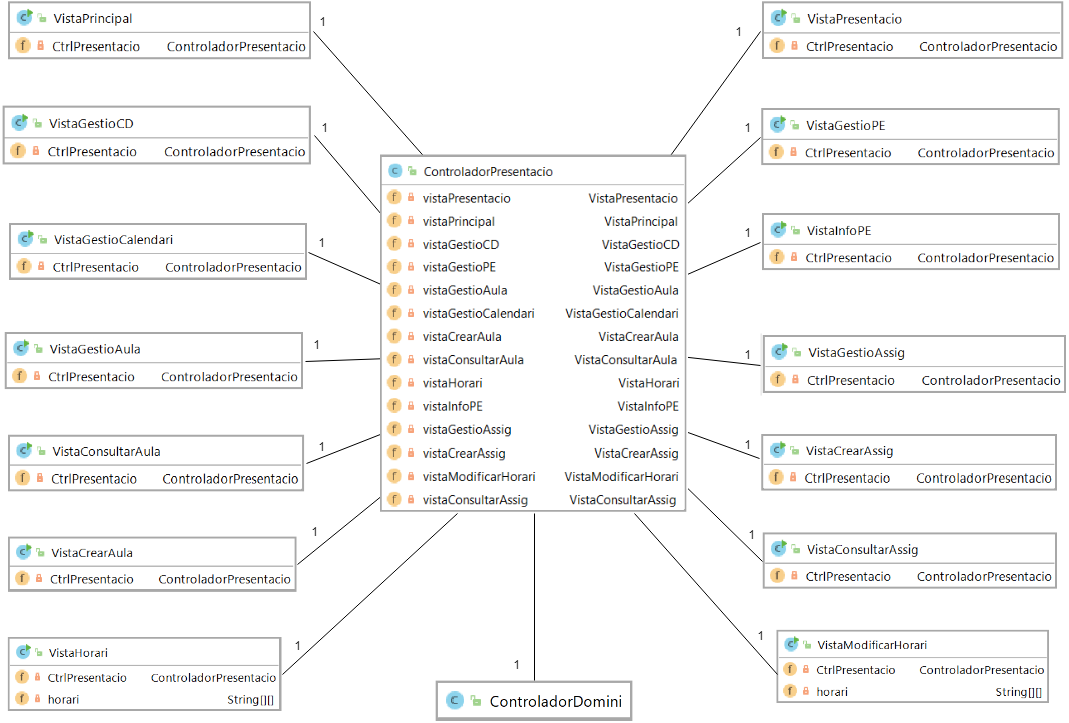 VistaPrincipal
CtrlPresentacio ControladorPresentacio
1
VistaGestioCD
CtrlPresentacio ControladorPresentacio
1
VistaGestioCalendari
CtrlPresentacio ControladorPresentacio
1
VistaGestioAula
CtrlPresentacio ControladorPresentacio
1
VistaConsultarAula
CtrlPresentacio ControladorPresentacio
1
VistaCrearAula
CtrlPresentacio ControladorPresentacio
1
VistaHorari
CtrlPresentacio ControladorPresentacio
horari String[][]
1
ControladorPresentacio
vistaPresentacio VistaPresentacio
vistaPrincipal VistaPrincipal
vistaGestioCD VistaGestioCD
vistaGestioPE VistaGestioPE
vistaGestioAula VistaGestioAula
vistaGestioCalendari VistaGestioCalendari
vistaCrearAula VistaCrearAula
vistaConsultarAula VistaConsultarAula
vistaHorari VistaHorari
vistaInfoPE VistaInfoPE
vistaGestioAssig VistaGestioAssig
vistaCrearAssig VistaCrearAssig
vistaModificarHorari VistaModificarHorari
vistaConsultarAssig VistaConsultarAssig
1
ControladorDomini
1
VistaPresentacio
CtrlPresentacio ControladorPresentacio
1
VistaGestioPE
CtrlPresentacio ControladorPresentacio
1
VistaInfoPE
CtrlPresentacio ControladorPresentacio
1
VistaGestioAssig
CtrlPresentacio ControladorPresentacio
1
VistaCrearAssig
CtrlPresentacio ControladorPresentacio
1
VistaConsultarAssig
CtrlPresentacio ControladorPresentacio
1
VistaModificarHorari
CtrlPresentacio ControladorPresentacio
horari String[][]